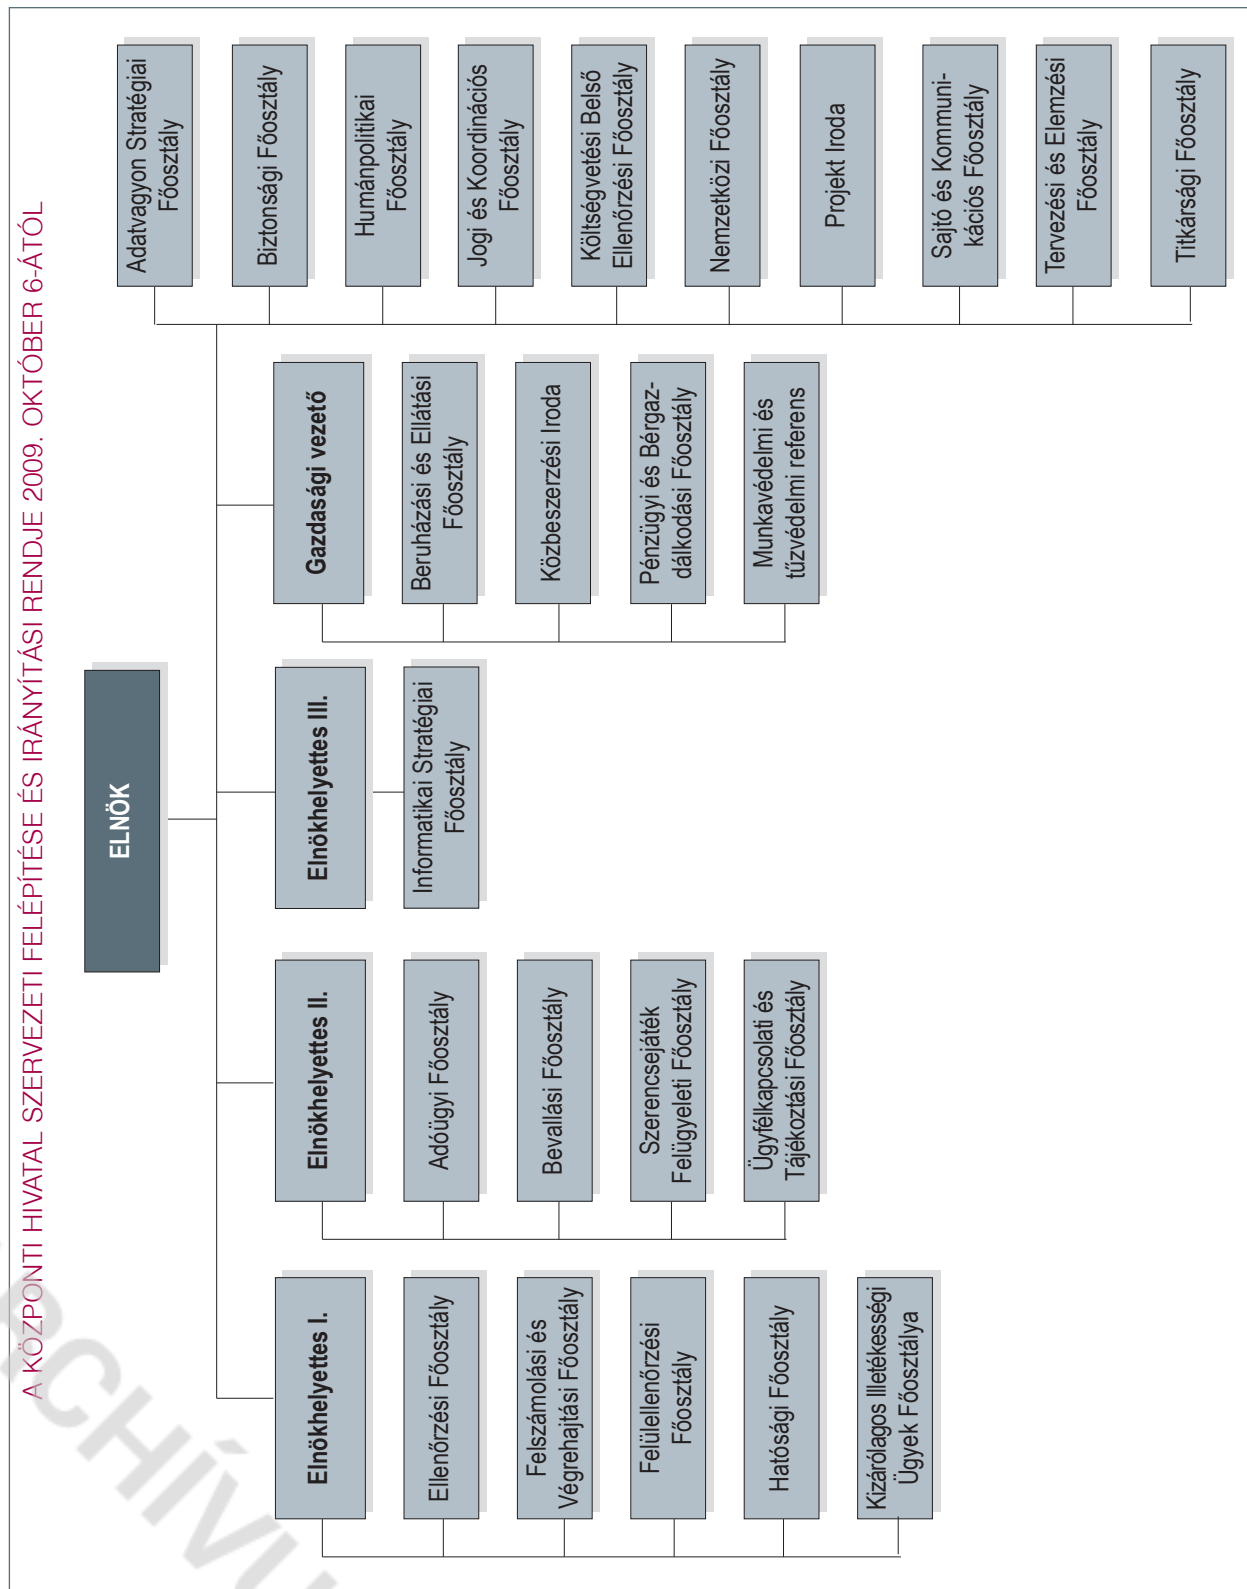 A KÖZPONTI HIVATAL SZERVEZETI FELÉPÍTÉSE ÉS IRÁNYÍTÁSI RENDJE 2009. OKTÓBER 6-ÁTÓL
ELNÖK
Elnökhelyettes I.
Ellenőrzési Főosztály
Felszámolási és
Végrehajtási Főosztály
Felülellenőrzési
Főosztály
Hatósági Főosztály
Kizárólagos Illetékességi
Ügyek Főosztálya
Elnökhelyettes II.
Adóügyi Főosztály
Bevallási Főosztály
Szerencsejáték
Felügyeleti Főosztály
Ügyfélkapcsolati és
Tájékoztási Főosztály
Elnökhelyettes III.
Informatikai Stratégiai
Főosztály
Gazdasági vezető
Beruházási és Ellátási
Főosztály
Közbeszerzési Iroda
Pénzügyi és Bérgaz-
dálkodási Főosztály
Munkavédelmi és
tűzvédelmi referens
Adatvagyon Stratégiai
Főosztály
Biztonsági Főosztály
Humánpolitikai
Főosztály
Jogi és Koordinációs
Főosztály
Költségvetési Belső
Ellenőrzési Főosztály
Nemzetközi Főosztály
Projekt Iroda
Sajtó és Kommuni-
kációs Főosztály
Tervezési és Elemzési
Főosztály
Titkársági Főosztály